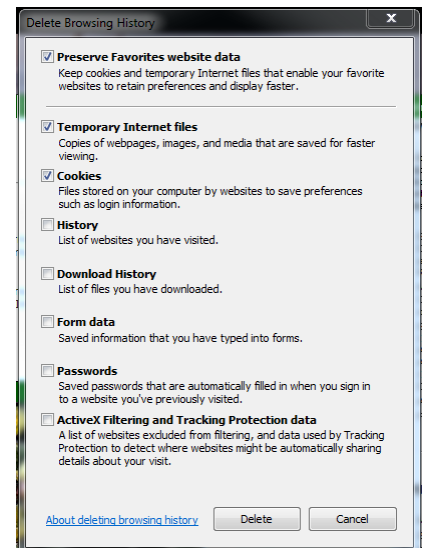 Delete Browsing History
x
Preserve Favorites website data
Keep cookies and temporary Internet files that enable your favorite
websites to retain preferences and display faster.
Temporary Internet files
Copies of webpages, images, and media that are saved for faster
viewing.
Cookies
Files stored on your computer by websites to save preferences
such as login information.
History
List of websites you have visited.
Download History
List of files you have downloaded.
Form data
Saved information that you have typed into forms.
Passwords
Saved passwords that are automatically filled in when you sign in
to a website you've previously visited.
ActiveX Filtering and Tracking Protection data
A list of websites excluded from filtering, and data used by Tracking
Protection to detect where websites might be automatically sharing
details about your visit.
About deleting browsing history Delete Cancel